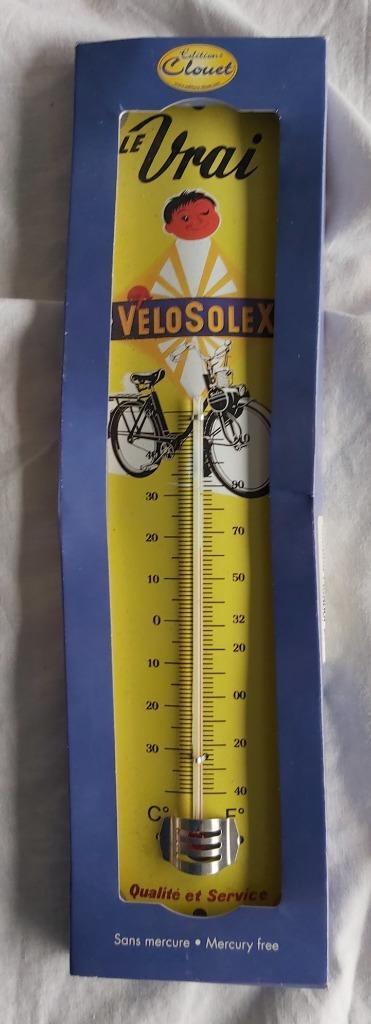 Editions
Clouet
LE Vrai
VELOSOLEX
40
30 90
20 70
10 50
0 32
10 20
20 00
30 20
40
C° F°
Qualité et Service
Sans mercure • Mercury free